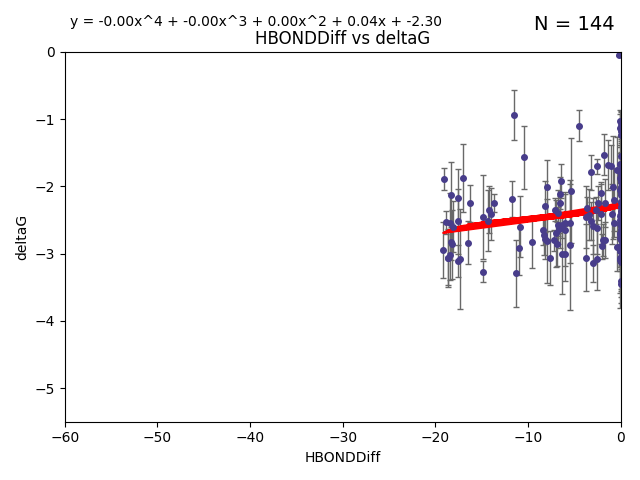 y = -0.00x^4 + -0.00x^3 + 0.00x^2 + 0.04x + -2.30
N = 144
HBONDDiff vs deltaG
0
−1
−2
−3
−4
−5
deltaG
−60 −50 −40 −30 −20 −10 0
HBONDDiff